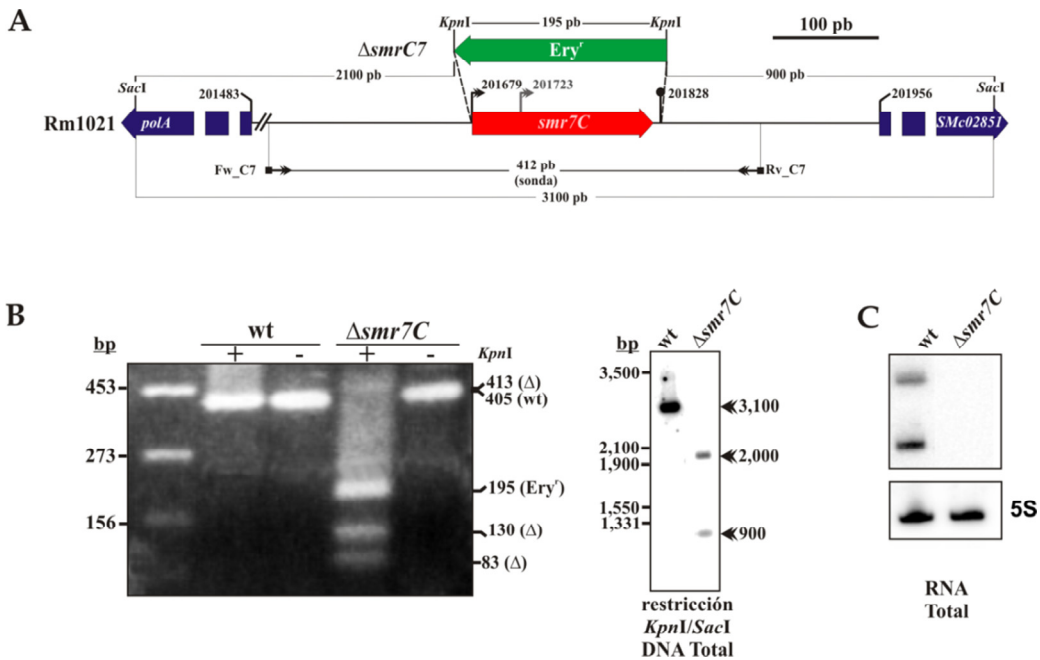 A
KpnI 195 pb KpnI
100 pb
ΔsmrC7
Eryʳ
2100 pb
900 pb
SacI
201483
201679
201723
201828
201956
SacI
Rm1021
polA
smr7C
SMc02851
Fw_C7
412 pb
(sonda)
Rv_C7
3100 pb
B
wt
Δsmr7C
bp
+ - + - KpnI
453
273
156
413 (Δ)
405 (wt)
195 (Eryʳ)
130 (Δ)
83 (Δ)
wt
Δsmr7C
bp
3,500
2,100
1,900
1,550
1,331
3,100
2,000
900
restricción
KpnI/SacI
DNA Total
C
wt
Δsmr7C
5S
RNA
Total